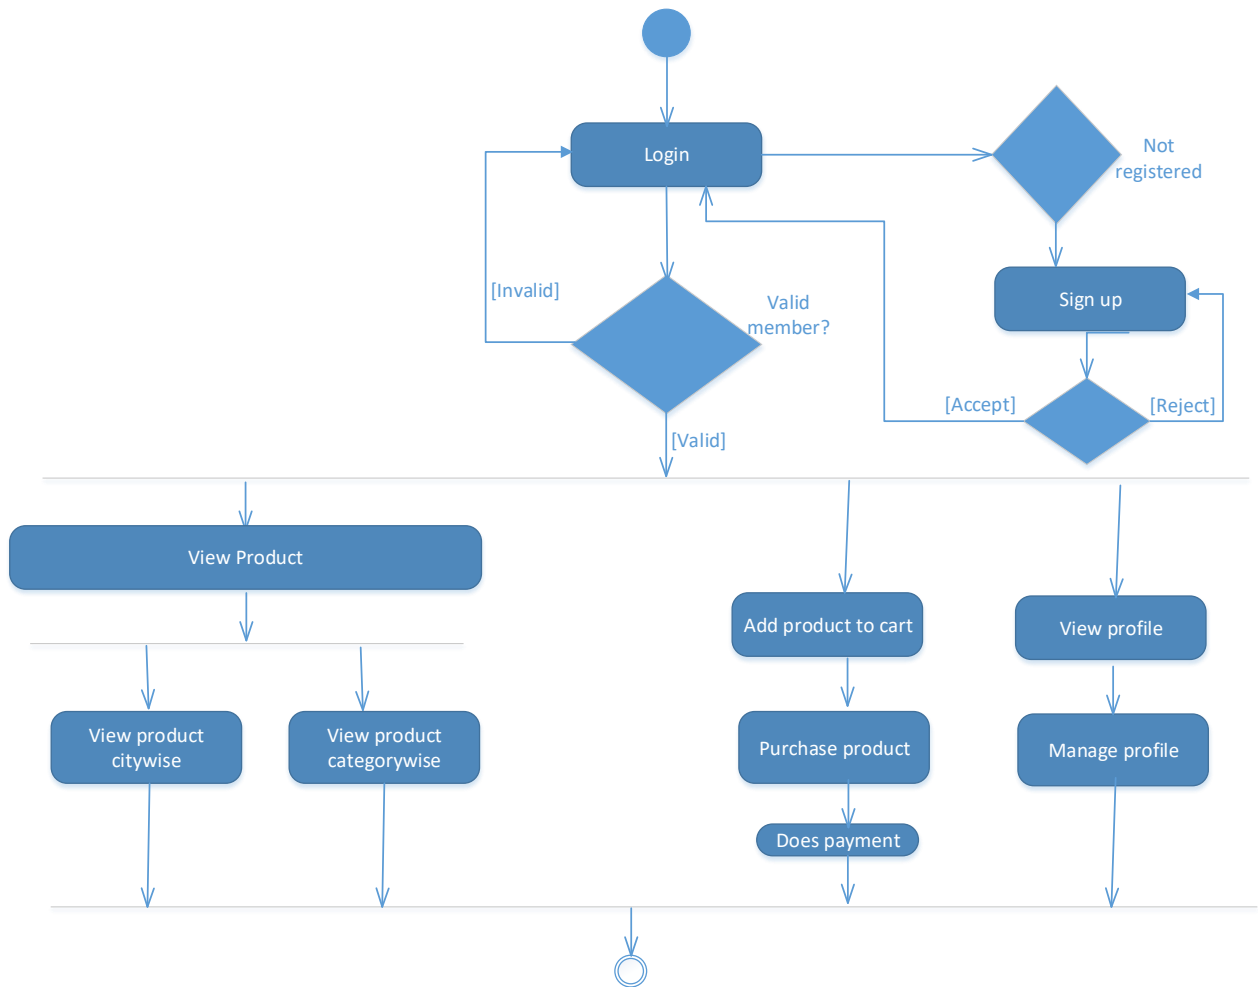 Login
Not
registered
Sign up
[Invalid]
Valid
member?
[Accept]
[Reject]
[Valid]
View Product
Add product to cart
View profile
View product
citywise
View product
categorywise
Purchase product
Manage profile
Does payment